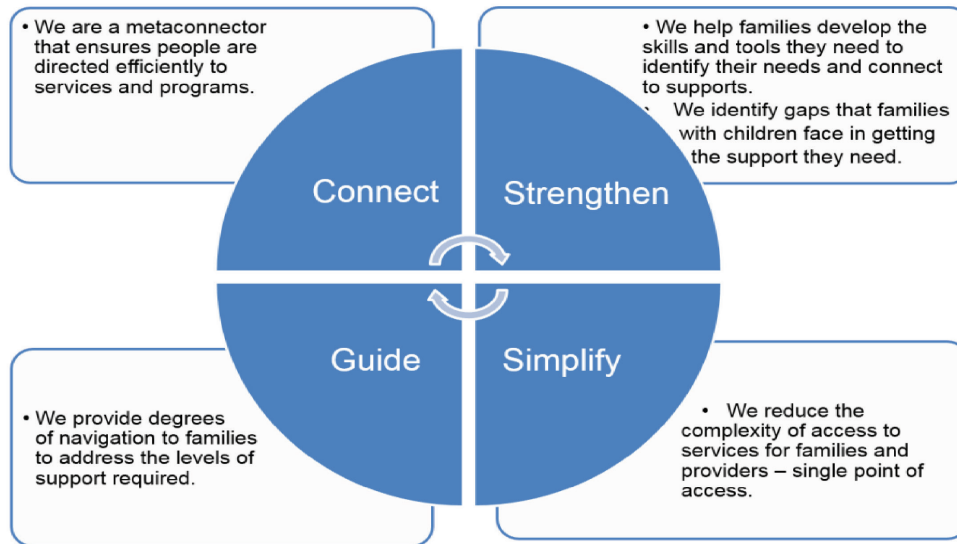 • We are a metaconnector
that ensures people are
directed efficiently to
services and programs.
• We help families develop the
skills and tools they need to
identify their needs and connect
to supports.
• We identify gaps that families
with children face in getting
the support they need.
Connect
Strengthen
Guide
Simplify
• We provide degrees
of navigation to families
to address the levels of
support required.
• We reduce the
complexity of access to
services for families and
providers – single point of
access.